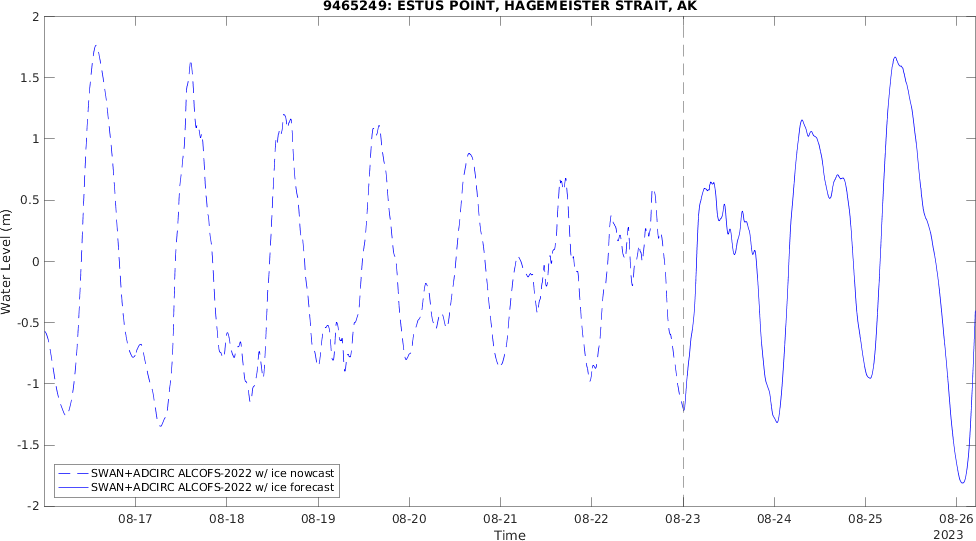 9465249: ESTUS POINT, HAGEMEISTER STRAIT, AK
2
1.5
1
0.5
0
-0.5
-1
-1.5
-2
Water Level (m)
SWAN+ADCIRC ALCOFS-2022 w/ ice nowcast
SWAN+ADCIRC ALCOFS-2022 w/ ice forecast
08-17 08-18 08-19 08-20 08-21 08-22 08-23 08-24 08-25 08-26
Time
2023